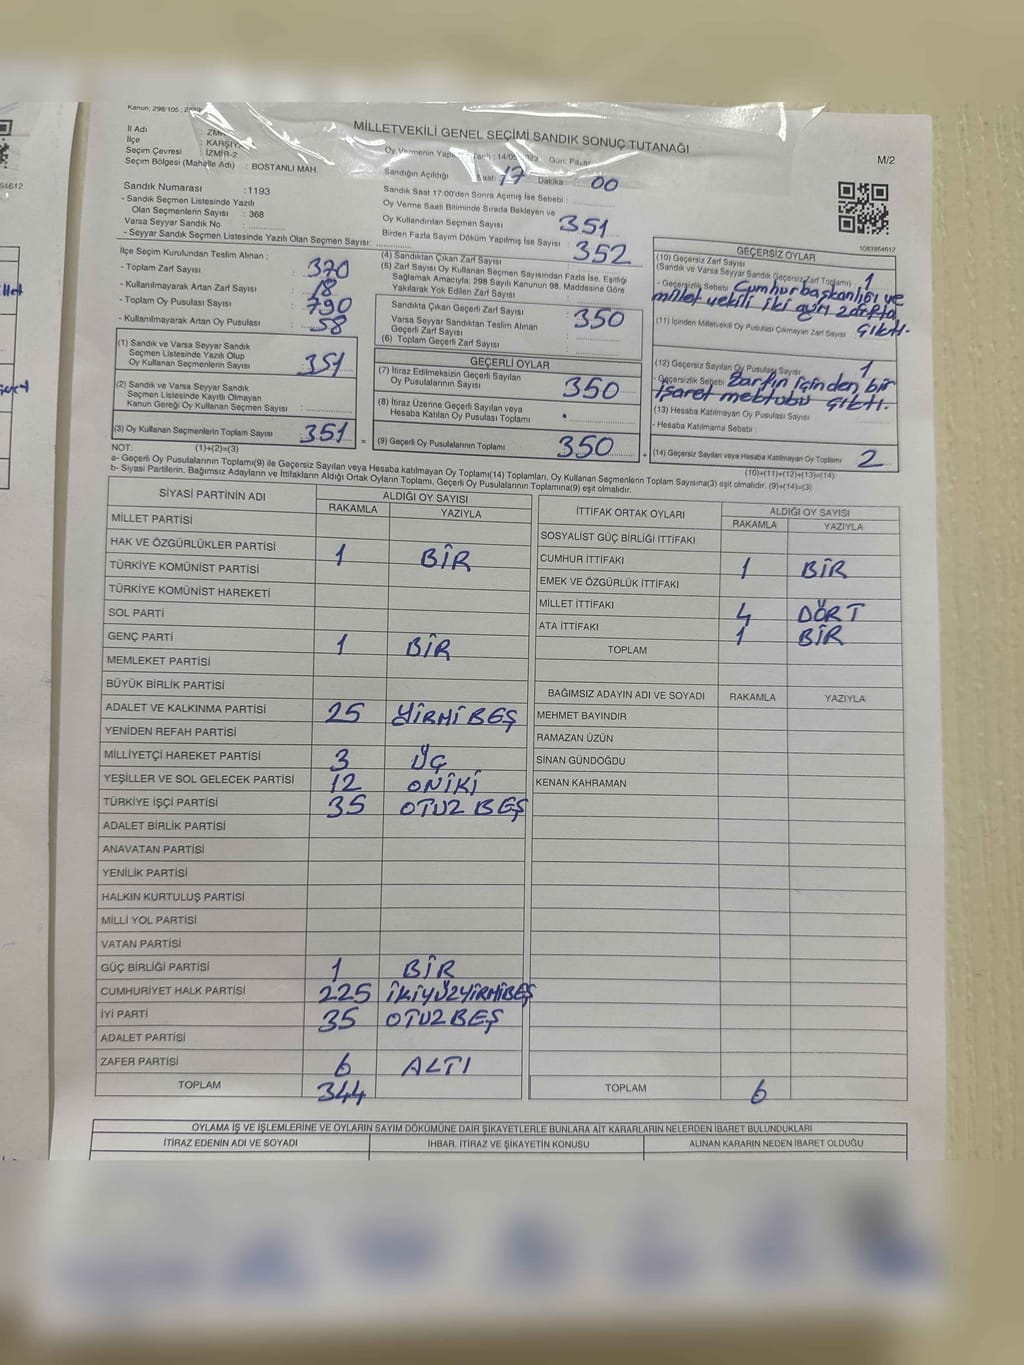 Kanun: 298/105
MİLLETVEKİLİ GENEL SEÇİMİ SANDIK SONUÇ TUTANAĞI
M/2
İl Adı : İZMİR
İlçe : KARŞIYAKA
Seçim Çevresi : İZMİR-2
Seçim Bölgesi (Mahalle Adı) : BOSTANLI MAH.
Sandık Numarası : 1193
- Sandık Seçmen Listesinde Yazılı
Olan Seçmenlerin Sayısı : 368
Varsa Seyyar Sandık No :
- Seyyar Sandık Seçmen Listesinde Yazılı Olan Seçmen Sayısı:
Oy Vermenin Tarihi : 14/05/2023 Gün: Pazar
Sandığın Açıldığı Saat: 17 Dakika : 00
Sandık Saat 17:00'den Sonra Açımış İse Sebebi :
Oy Verme Saati Bitiminde Sırada Bekleyen ve
Oy Kullandırılan Seçmen Sayısı : 351
Birden Fazla Sayım Döküm Yapılmış İse Sayısı :
İlçe Seçim Kurulundan Teslim Alınan :
- Toplam Zarf Sayısı : 370
- Kullanılmayarak Artan Zarf Sayısı : 18
- Toplam Oy Pusulası Sayısı : 790
- Kullanılmayarak Artan Oy Pusulası : 58
(1) Sandık ve Varsa Seyyar Sandık
Seçmen Listesinde Yazılı Olup
Oy Kullanan Seçmenlerin Sayısı : 351
(2) Sandık ve Varsa Seyyar Sandık
Seçmen Listesinde Kayıtlı Olmayan
Kanun Gereği Oy Kullanan Seçmen Sayısı :
(3) Oy Kullanan Seçmenlerin Toplam Sayısı : 351
(4) Sandıktan Çıkan Zarf Sayısı : 352
(5) Zarf Sayısı Oy Kullanan Seçmen Sayısından Fazla İse, Eşitliği
Sağlamak Amacıyla; 298 Sayılı Kanunun 98. Maddesine Göre
Yakılarak Yok Edilen Zarf Sayısı :
Sandıkta Çıkan Geçerli Zarf Sayısı : 350
Varsa Seyyar Sandıktan Teslim Alınan
Geçerli Zarf Sayısı
(6) Toplam Geçerli Zarf Sayısı :
GEÇERLİ OYLAR
(7) İtiraz Edilmeksizin Geçerli Sayılan
Oy Pusulalarının Sayısı : 350
(8) İtiraz Üzerine Geçerli Sayılan veya
Hesaba Katılan Oy Pusulası Toplamı :
= (9) Geçerli Oy Pusulalarının Toplamı : 350
1083864612
GEÇERSİZ OYLAR
(10) Geçersiz Zarf Sayısı
(Sandık ve Varsa Seyyar Sandık Geçersiz Zarf Toplamı) : 1
- Geçersizlik Sebebi : Cumhurbaşkanlığı ve
millet vekili iki ayrı zarfta
çıktı.
(11) İçinden Milletvekili Oy Pusulası Çıkmayan Zarf Sayısı
(12) Geçersiz Sayılan Oy Pusulası Sayısı : 1
- Geçersizlik Sebebi : Zarfın içinden bir
işaret mektubu çıktı.
(13) Hesaba Katılmayan Oy Pusulası Sayısı :
- Hesaba Katılmama Sebebi :
+ (14) Geçersiz Sayılan veya Hesaba Katılmayan Oy Toplamı : 2
NOT: (1)+(2)=(3)
(10)+(11)+(12)+(13)=(14)
a- Geçerli Oy Pusulalarının Toplamı(9) ile Geçersiz Sayılan veya Hesaba katılmayan Oy Toplamı(14) Toplamları, Oy Kullanan Seçmenlerin Toplam Sayısına(3) eşit olmalıdır. (9)+(14)=(3)
b- Siyasi Partilerin, Bağımsız Adayların ve İttifakların Aldığı Ortak Oyların Toplamı, Geçerli Oy Pusulalarının Toplamına(9) eşit olmalıdır.
SİYASİ PARTİNİN ADI ALDIĞI OY SAYISI
RAKAMLA YAZIYLA
MİLLET PARTİSİ
HAK VE ÖZGÜRLÜKLER PARTİSİ
TÜRKİYE KOMÜNİST PARTİSİ 1 BİR
TÜRKİYE KOMÜNİST HAREKETİ
SOL PARTİ
GENÇ PARTİ
MEMLEKET PARTİSİ 1 BİR
BÜYÜK BİRLİK PARTİSİ
ADALET VE KALKINMA PARTİSİ 25 YİRMİ BEŞ
YENİDEN REFAH PARTİSİ
MİLLİYETÇİ HAREKET PARTİSİ 3 ÜÇ
YEŞİLLER VE SOL GELECEK PARTİSİ 12 ONİKİ
TÜRKİYE İŞÇİ PARTİSİ 35 OTUZ BEŞ
ADALET BİRLİK PARTİSİ
ANAVATAN PARTİSİ
YENİLİK PARTİSİ
HALKIN KURTULUŞ PARTİSİ
MİLLİ YOL PARTİSİ
VATAN PARTİSİ
GÜÇ BİRLİĞİ PARTİSİ 1 BİR
CUMHURİYET HALK PARTİSİ 225 İKİYÜZYİRMİBEŞ
İYİ PARTİ 35 OTUZBEŞ
ADALET PARTİSİ
ZAFER PARTİSİ 6 ALTI
TOPLAM 344
İTTİFAK ORTAK OYLARI ALDIĞI OY SAYISI
RAKAMLA YAZIYLA
SOSYALİST GÜÇ BİRLİĞİ İTTİFAKI
CUMHUR İTTİFAKI 1 BİR
EMEK VE ÖZGÜRLÜK İTTİFAKI
MİLLET İTTİFAKI 4 DÖRT
ATA İTTİFAKI 1 BİR
TOPLAM
BAĞIMSIZ ADAYIN ADI VE SOYADI RAKAMLA YAZIYLA
MEHMET BAYINDIR
RAMAZAN ÜZÜN
SİNAN GÜNDOĞDU
KENAN KAHRAMAN
TOPLAM 6
OYLAMA İŞ VE İŞLEMLERİNE VE OYLARIN SAYIM DÖKÜMÜNE DAİR ŞİKAYETLERLE BUNLARA AİT KARARLARIN NELERDEN İBARET BULUNDUKLARI
İTİRAZ EDENİN ADI VE SOYADI İHBAR, İTİRAZ VE ŞİKAYETİN KONUSU ALINAN KARARIN NEDEN İBARET OLDUĞU